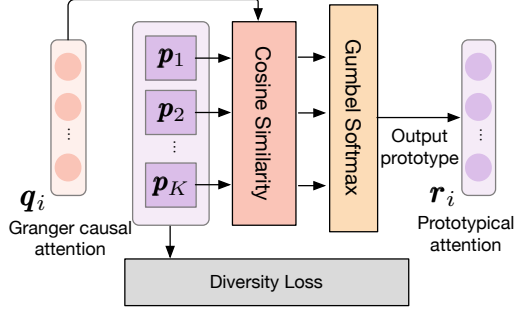 p1
p2
...
pK
Cosine Similarity
Gumbel Softmax
...
...
qi
Granger causal
attention
Output
prototype
ri
Prototypical
attention
Diversity Loss